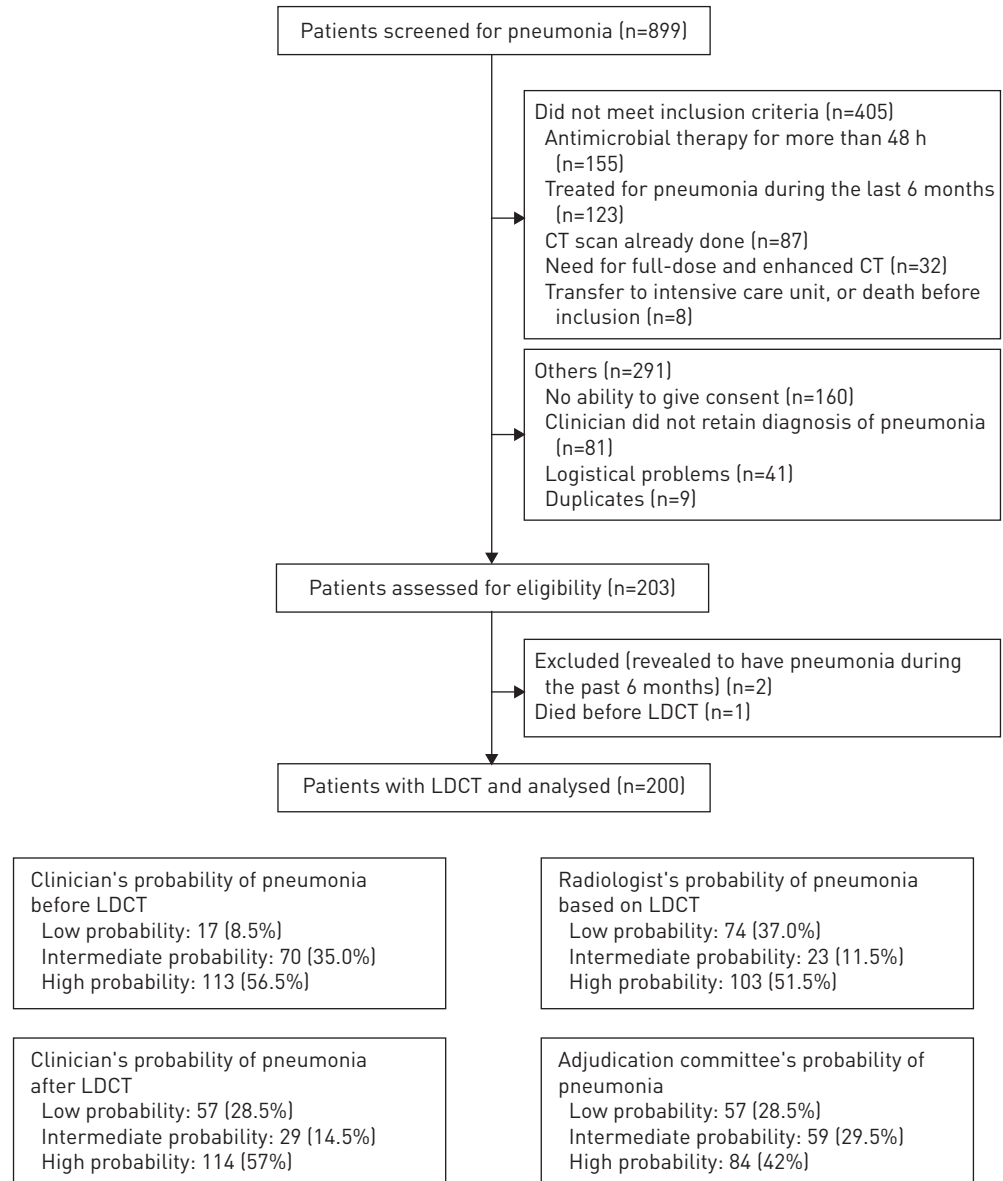 Patients screened for pneumonia (n=899)
Did not meet inclusion criteria (n=405)
Antimicrobial therapy for more than 48 h
(n=155)
Treated for pneumonia during the last 6 months
(n=123)
CT scan already done (n=87)
Need for full-dose and enhanced CT (n=32)
Transfer to intensive care unit, or death before
inclusion (n=8)
Others (n=291)
No ability to give consent (n=160)
Clinician did not retain diagnosis of pneumonia
(n=81)
Logistical problems (n=41)
Duplicates (n=9)
Patients assessed for eligibility (n=203)
Excluded (revealed to have pneumonia during
the past 6 months) (n=2)
Died before LDCT (n=1)
Patients with LDCT and analysed (n=200)
Clinician's probability of pneumonia
before LDCT
Low probability: 17 (8.5%)
Intermediate probability: 70 (35.0%)
High probability: 113 (56.5%)
Radiologist's probability of pneumonia
based on LDCT
Low probability: 74 (37.0%)
Intermediate probability: 23 (11.5%)
High probability: 103 (51.5%)
Clinician's probability of pneumonia
after LDCT
Low probability: 57 (28.5%)
Intermediate probability: 29 (14.5%)
High probability: 114 (57%)
Adjudication committee's probability of
pneumonia
Low probability: 57 (28.5%)
Intermediate probability: 59 (29.5%)
High probability: 84 (42%)